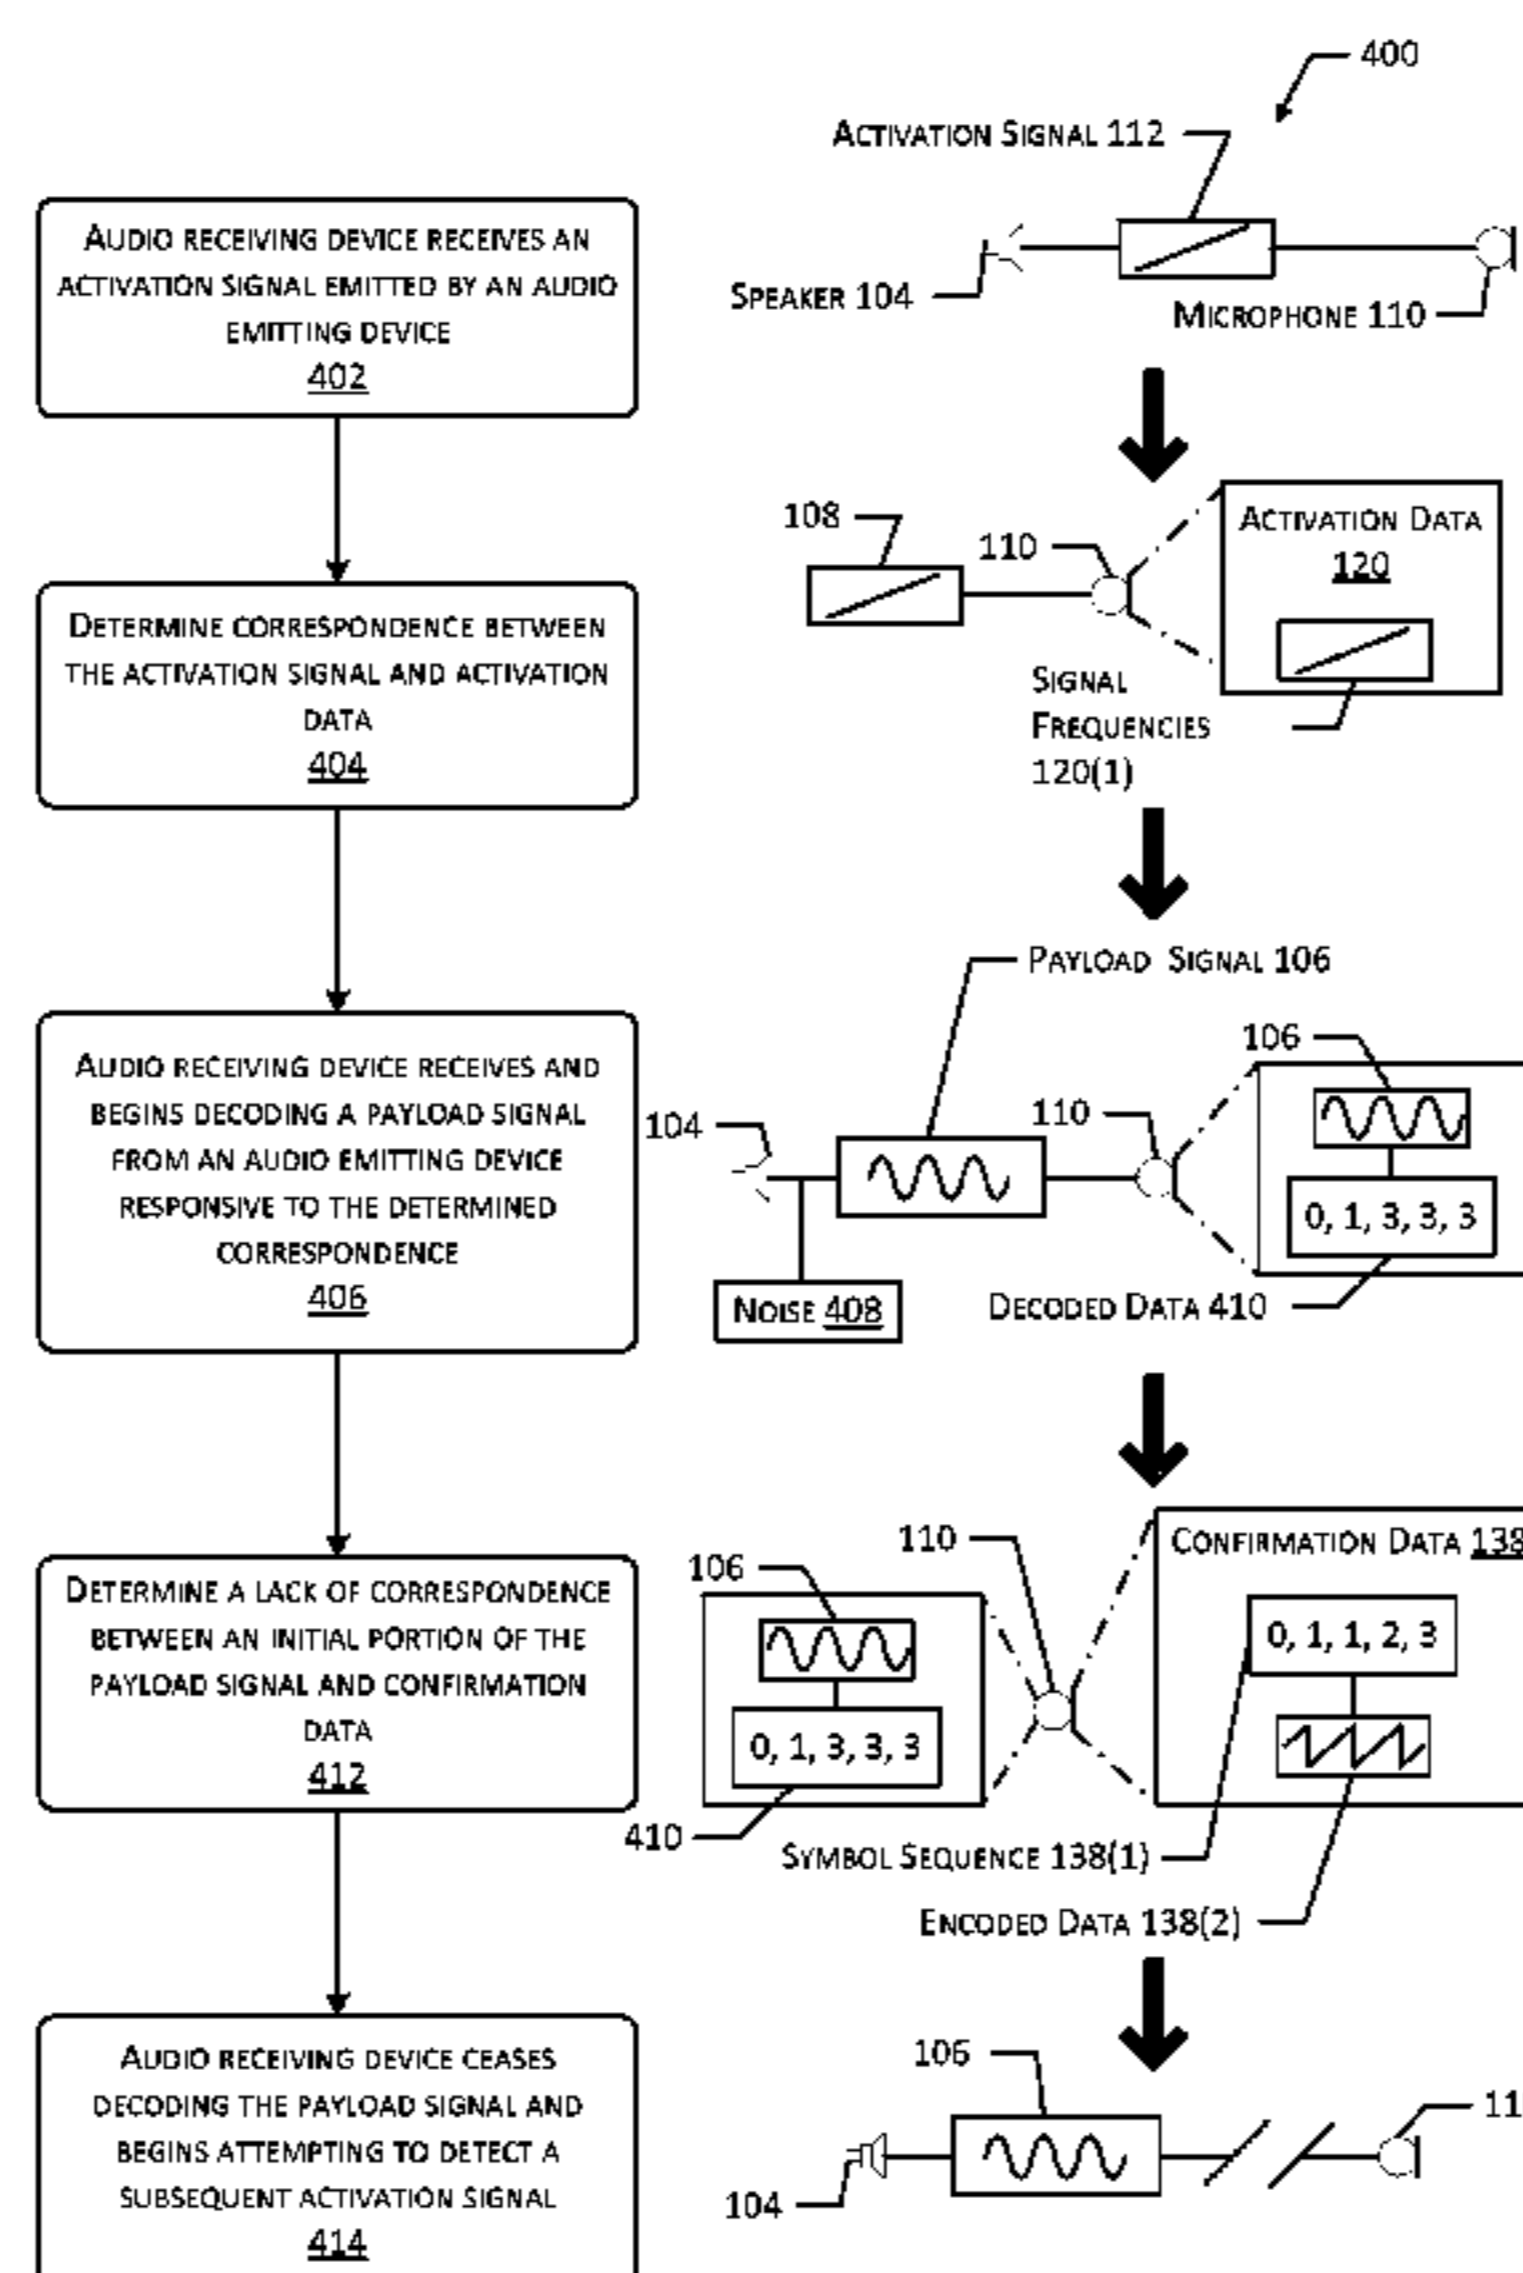 400
ACTIVATION SIGNAL 112
SPEAKER 104
MICROPHONE 110
AUDIO RECEIVING DEVICE RECEIVES AN
ACTIVATION SIGNAL EMITTED BY AN AUDIO
EMITTING DEVICE
402
108
110
ACTIVATION DATA
120
SIGNAL
FREQUENCIES
120(1)
DETERMINE CORRESPONDENCE BETWEEN
THE ACTIVATION SIGNAL AND ACTIVATION
DATA
404
PAYLOAD SIGNAL 106
106
104
110
0, 1, 3, 3, 3
NOISE 408
DECODED DATA 410
AUDIO RECEIVING DEVICE RECEIVES AND
BEGINS DECODING A PAYLOAD SIGNAL
FROM AN AUDIO EMITTING DEVICE
RESPONSIVE TO THE DETERMINED
CORRESPONDENCE
406
110
106
CONFIRMATION DATA 138
0, 1, 1, 2, 3
0, 1, 3, 3, 3
410
SYMBOL SEQUENCE 138(1)
ENCODED DATA 138(2)
DETERMINE A LACK OF CORRESPONDENCE
BETWEEN AN INITIAL PORTION OF THE
PAYLOAD SIGNAL AND CONFIRMATION
DATA
412
106
11
104
AUDIO RECEIVING DEVICE CEASES
DECODING THE PAYLOAD SIGNAL AND
BEGINS ATTEMPTING TO DETECT A
SUBSEQUENT ACTIVATION SIGNAL
414